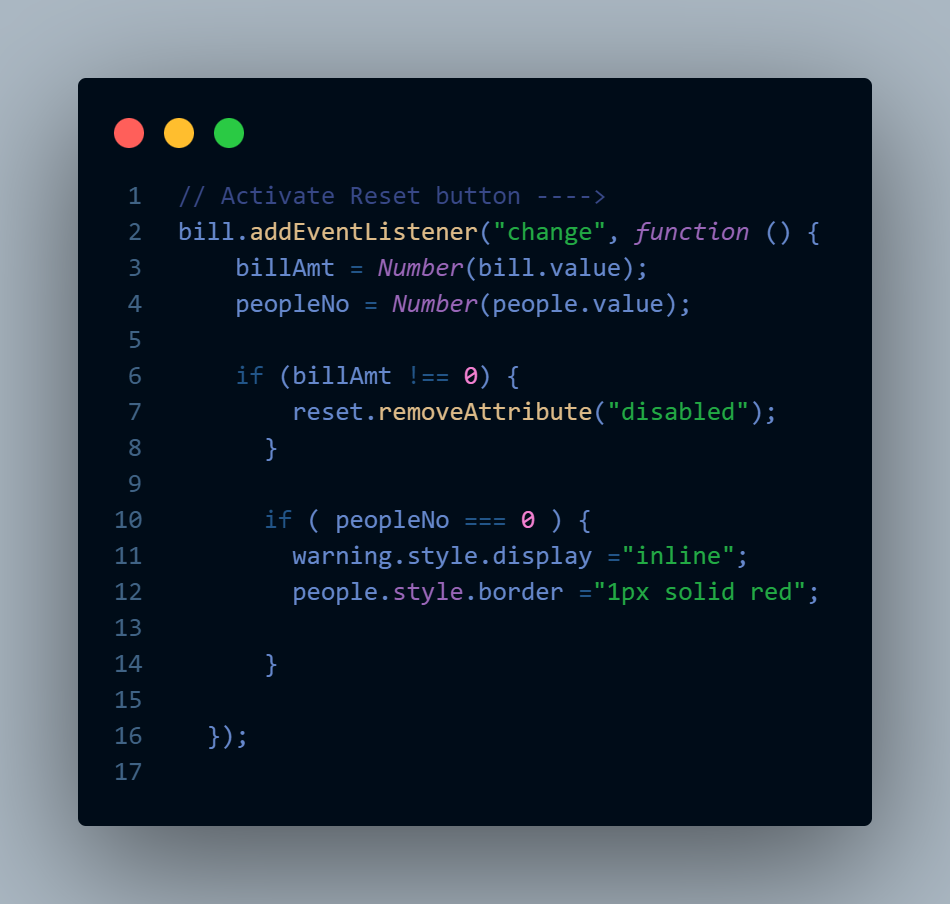 1 // Activate Reset button ---->
2 bill.addEventListener("change", function () {
3     billAmt = Number(bill.value);
4     peopleNo = Number(people.value);
5
6     if (billAmt !== 0) {
7         reset.removeAttribute("disabled");
8       }
9
10       if ( peopleNo === 0 ) {
11         warning.style.display ="inline";
12         people.style.border ="1px solid red";
13
14       }
15
16   });
17